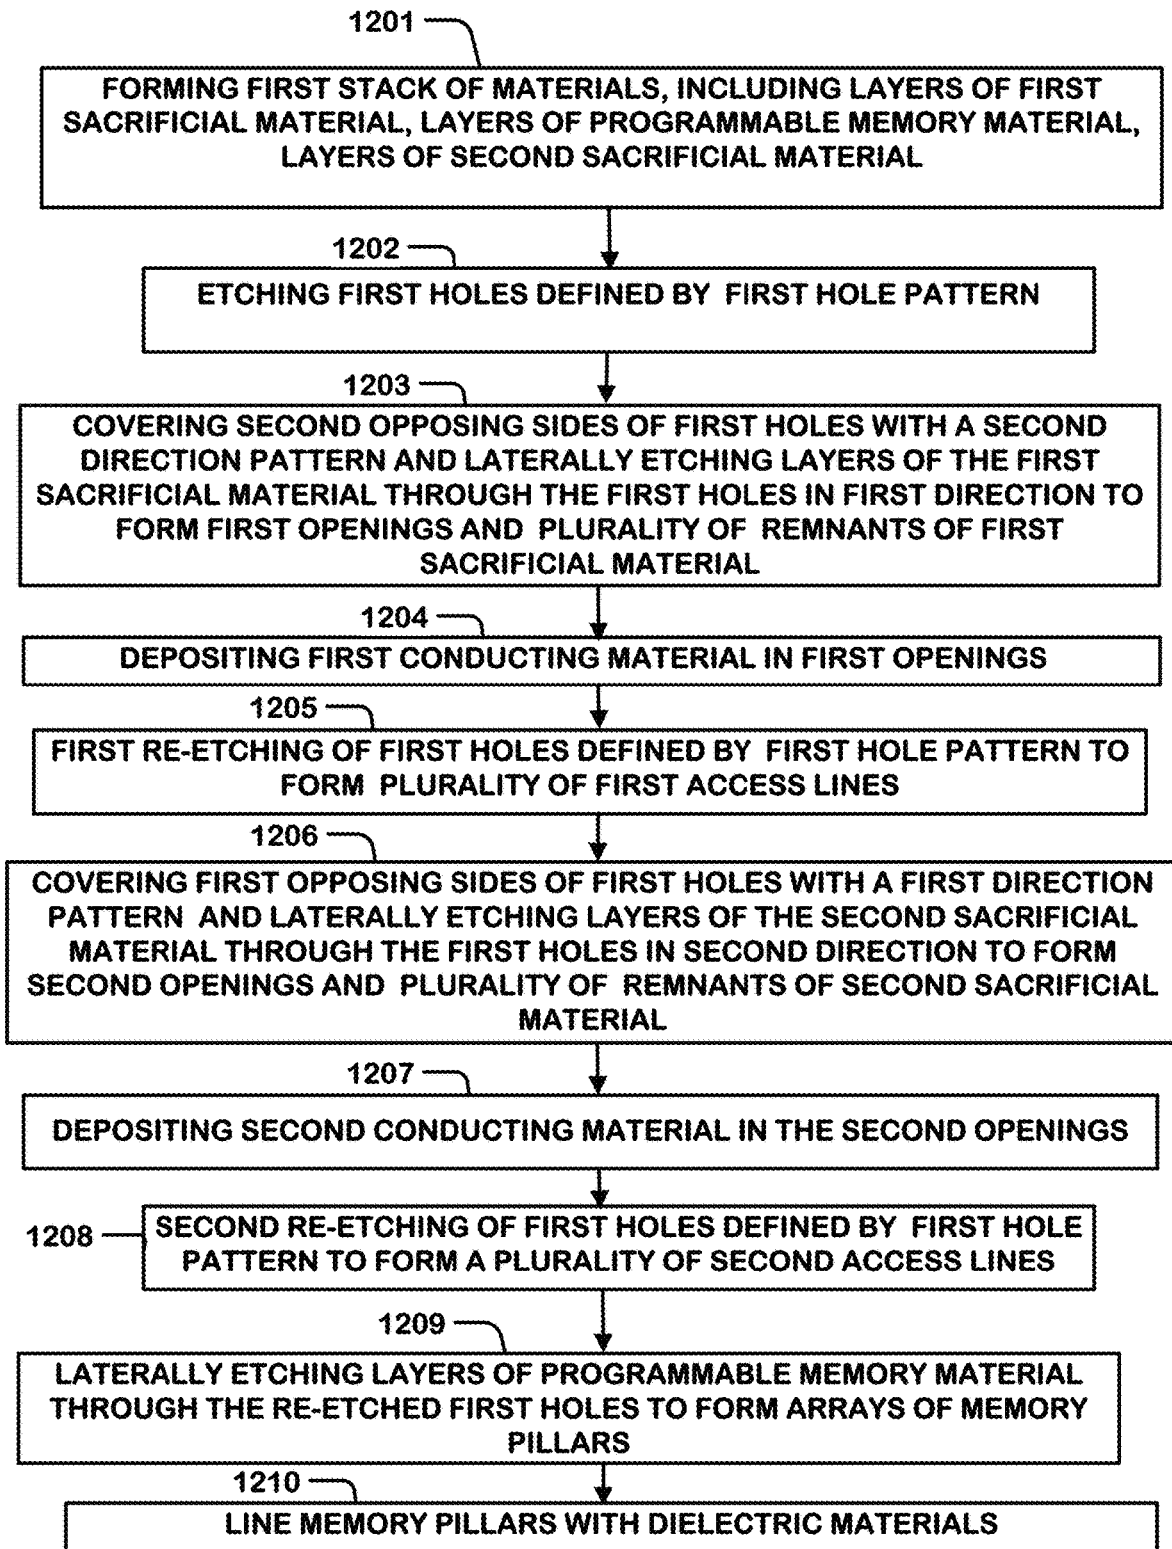 1201
FORMING FIRST STACK OF MATERIALS, INCLUDING LAYERS OF FIRST
SACRIFICIAL MATERIAL, LAYERS OF PROGRAMMABLE MEMORY MATERIAL,
LAYERS OF SECOND SACRIFICIAL MATERIAL
1202
ETCHING FIRST HOLES DEFINED BY FIRST HOLE PATTERN
1203
COVERING SECOND OPPOSING SIDES OF FIRST HOLES WITH A SECOND
DIRECTION PATTERN AND LATERALLY ETCHING LAYERS OF THE FIRST
SACRIFICIAL MATERIAL THROUGH THE FIRST HOLES IN FIRST DIRECTION TO
FORM FIRST OPENINGS AND PLURALITY OF REMNANTS OF FIRST
SACRIFICIAL MATERIAL
1204
DEPOSITING FIRST CONDUCTING MATERIAL IN FIRST OPENINGS
1205
FIRST RE-ETCHING OF FIRST HOLES DEFINED BY FIRST HOLE PATTERN TO
FORM PLURALITY OF FIRST ACCESS LINES
1206
COVERING FIRST OPPOSING SIDES OF FIRST HOLES WITH A FIRST DIRECTION
PATTERN AND LATERALLY ETCHING LAYERS OF THE SECOND SACRIFICIAL
MATERIAL THROUGH THE FIRST HOLES IN SECOND DIRECTION TO FORM
SECOND OPENINGS AND PLURALITY OF REMNANTS OF SECOND SACRIFICIAL
MATERIAL
1207
DEPOSITING SECOND CONDUCTING MATERIAL IN THE SECOND OPENINGS
1208
SECOND RE-ETCHING OF FIRST HOLES DEFINED BY FIRST HOLE
PATTERN TO FORM A PLURALITY OF SECOND ACCESS LINES
1209
LATERALLY ETCHING LAYERS OF PROGRAMMABLE MEMORY MATERIAL
THROUGH THE RE-ETCHED FIRST HOLES TO FORM ARRAYS OF MEMORY
PILLARS
1210
LINE MEMORY PILLARS WITH DIELECTRIC MATERIALS